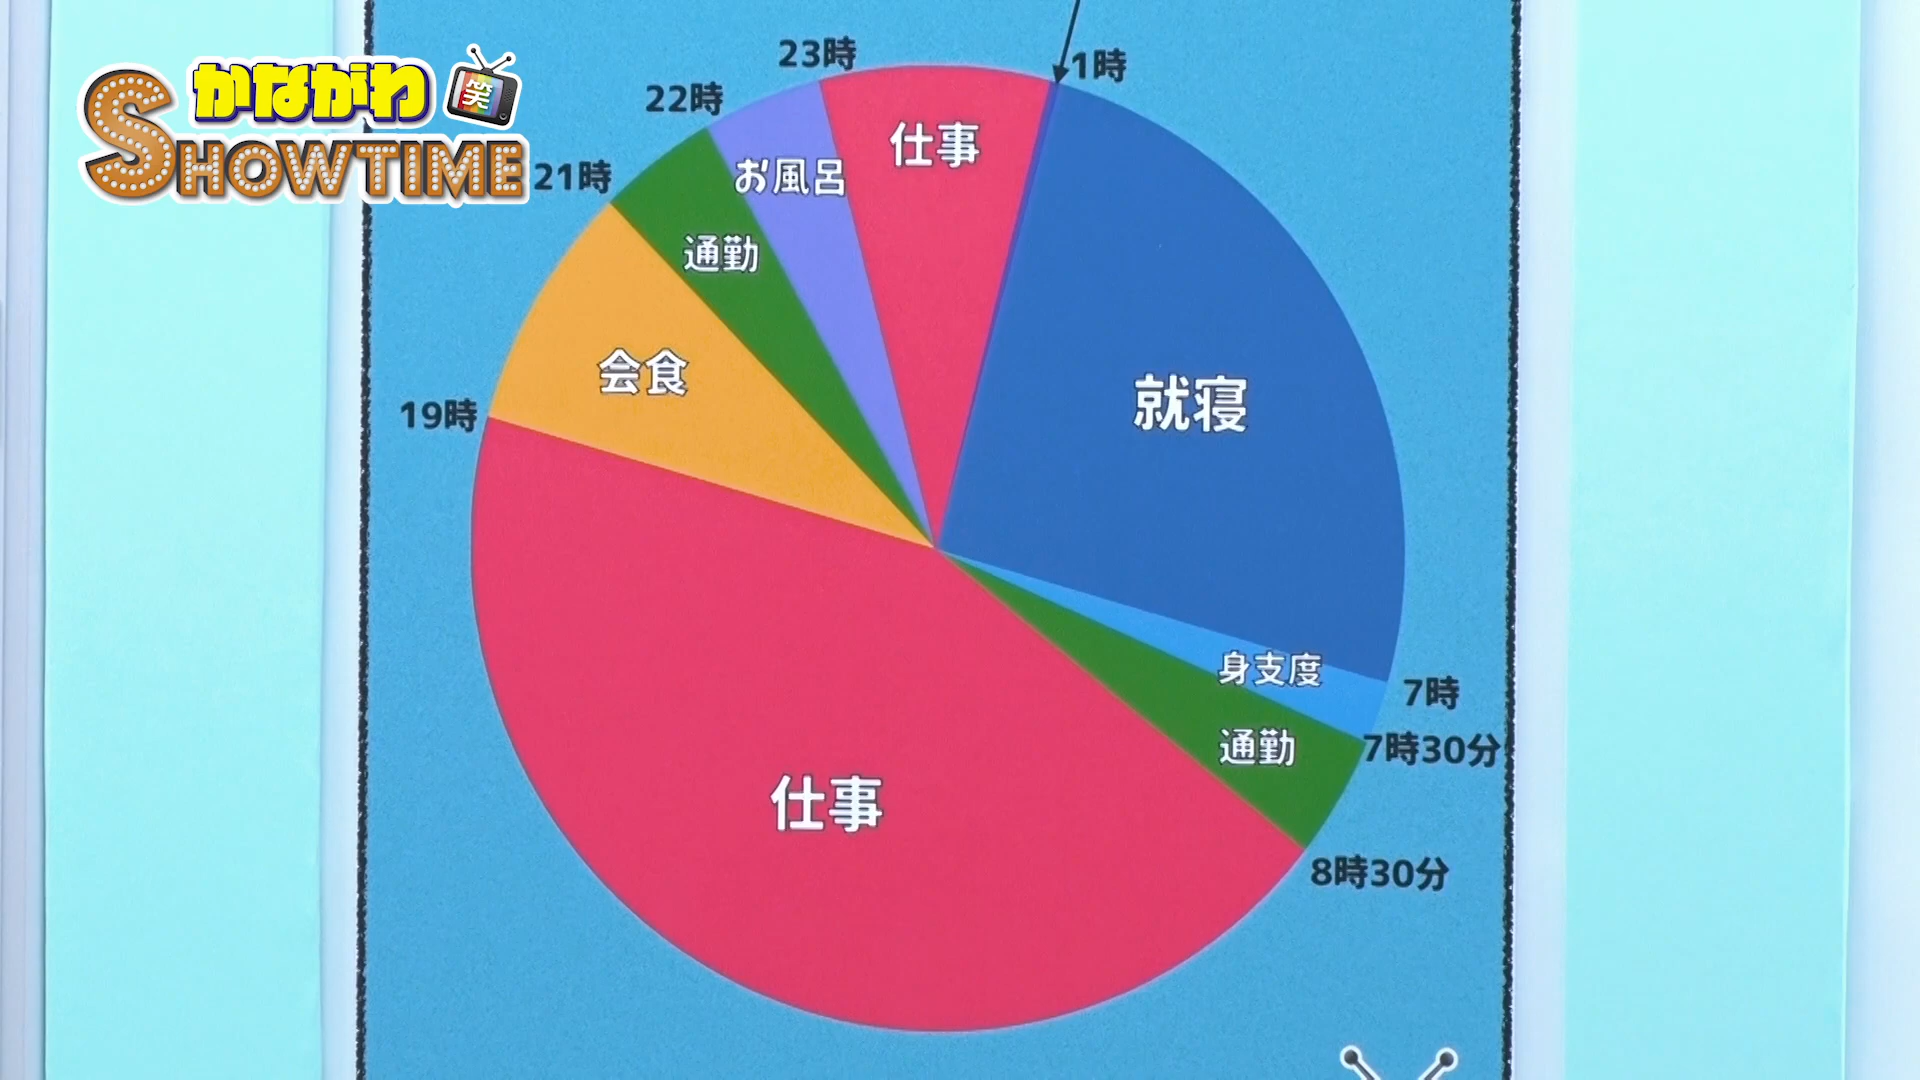 かながわ
笑
SHOWTIME
23時
1時
22時
21時
19時
7時
7時30分
8時30分
仕事
お風呂
通勤
会食
就寝
身支度
通勤
仕事